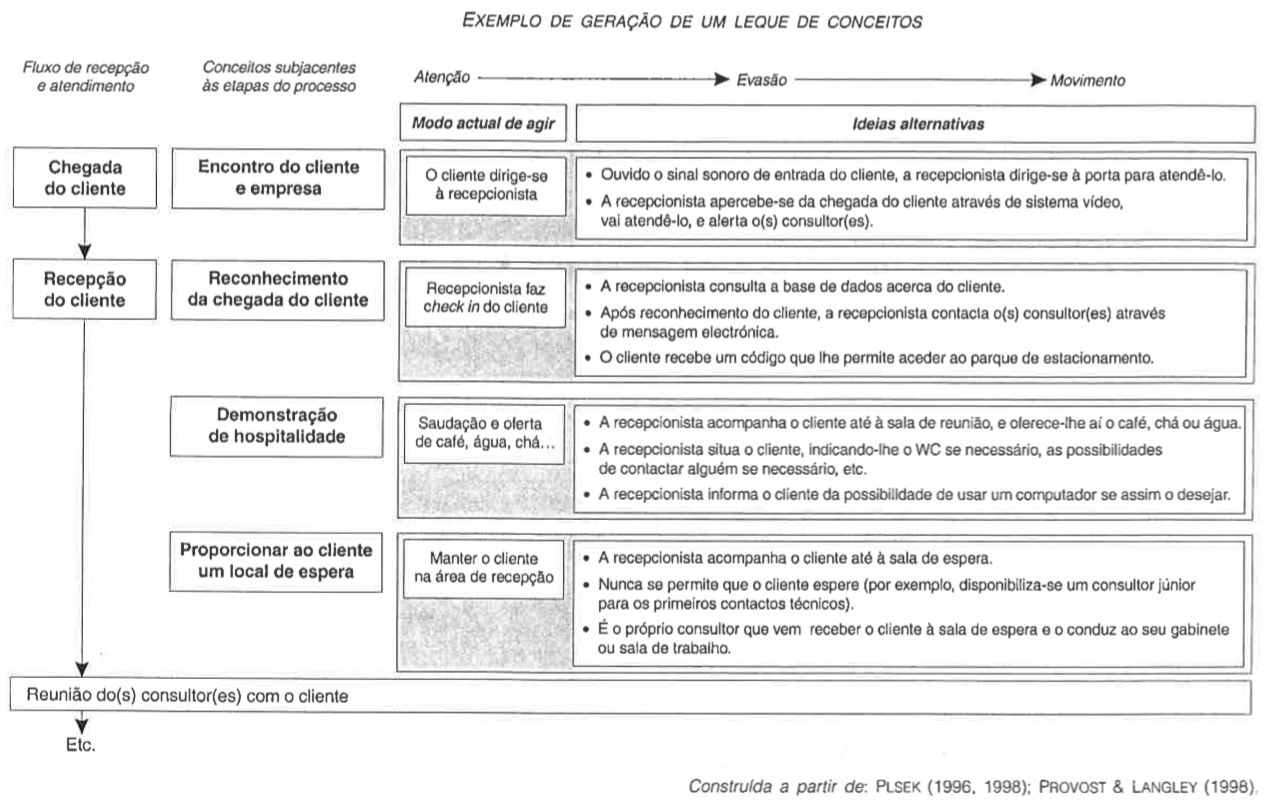 EXEMPLO DE GERAÇÃO DE UM LEQUE DE CONCEITOS
Fluxo de recepção
e atendimento
Conceitos subjacentes
às etapas do processo
Atenção
Evasão
Movimento
Modo actual de agir
Ideias alternativas
Chegada
do cliente
Encontro do cliente
e empresa
O cliente dirige-se
à recepcionista
• Ouvido o sinal sonoro de entrada do cliente, a recepcionista dirige-se à porta para atendê-lo.
• A recepcionista apercebe-se da chegada do cliente através de sistema vídeo,
vai atendê-lo, e alerta o(s) consultor(es).
Recepção
do cliente
Reconhecimento
da chegada do cliente
Recepcionista faz
check in do cliente
• A recepcionista consulta a base de dados acerca do cliente.
• Após reconhecimento do cliente, a recepcionista contacta o(s) consultor(es) através
de mensagem electrónica.
• O cliente recebe um código que lhe permite aceder ao parque de estacionamento.
Demonstração
de hospitalidade
Saudação e oferta
de café, água, chá...
• A recepcionista acompanha o cliente até à sala de reunião, e oferece-lhe aí o café, chá ou água.
• A recepcionista situa o cliente, indicando-lhe o WC se necessário, as possibilidades
de contactar alguém se necessário, etc.
• A recepcionista informa o cliente da possibilidade de usar um computador se assim o desejar.
Proporcionar ao cliente
um local de espera
Manter o cliente
na área de recepção
• A recepcionista acompanha o cliente até à sala de espera.
• Nunca se permite que o cliente espere (por exemplo, disponibiliza-se um consultor júnior
para os primeiros contactos técnicos).
• É o próprio consultor que vem receber o cliente à sala de espera e o conduz ao seu gabinete
ou sala de trabalho.
Reunião do(s) consultor(es) com o cliente
Etc.
Construída a partir de: PLSEK (1996, 1998); PROVOST & LANGLEY (1998).